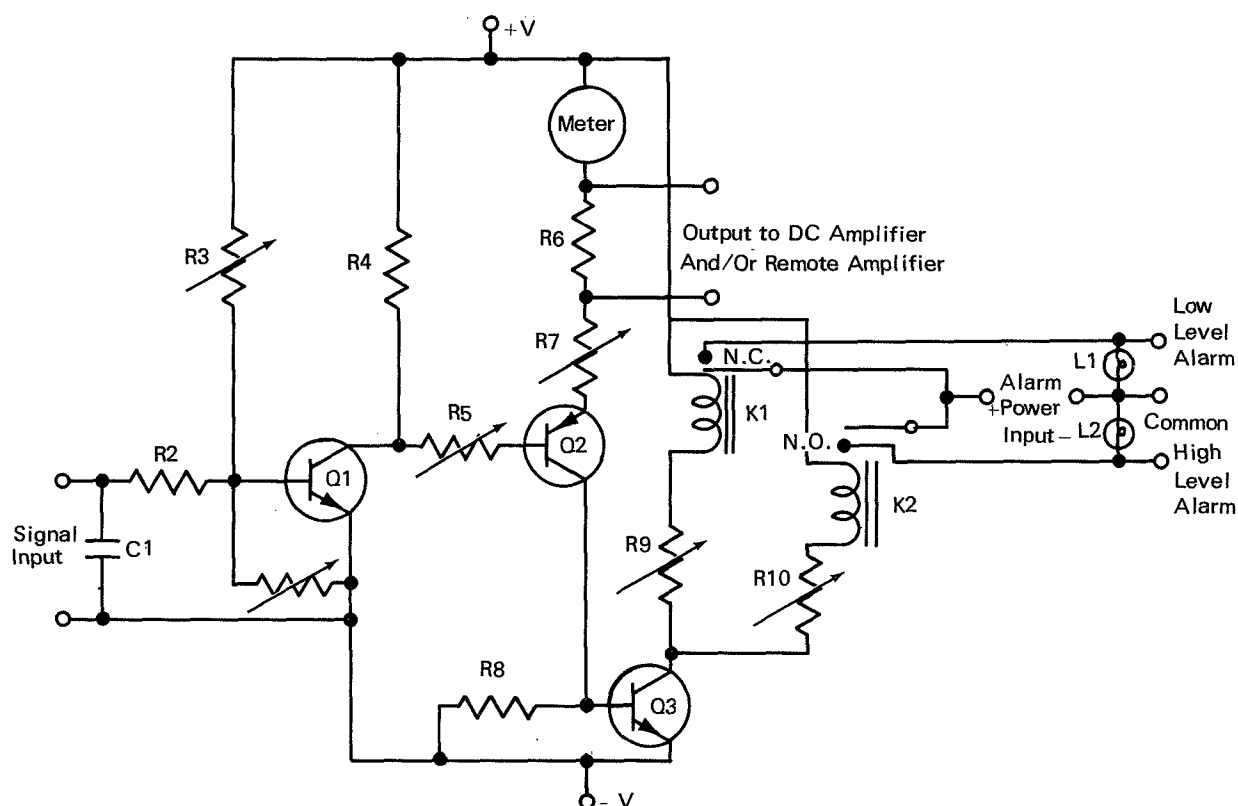 +V
Meter
R3
R4
R6
Output to DC Amplifier
And/Or Remote Amplifier
R7
Low
Level
Alarm
N.C.
L1
K1
Alarm
+Power
Input –
Common
R5
Q2
N.O.
L2
High
Level
Alarm
R2
Q1
K2
Signal
Input
C1
R9
R10
R8
Q3
– V